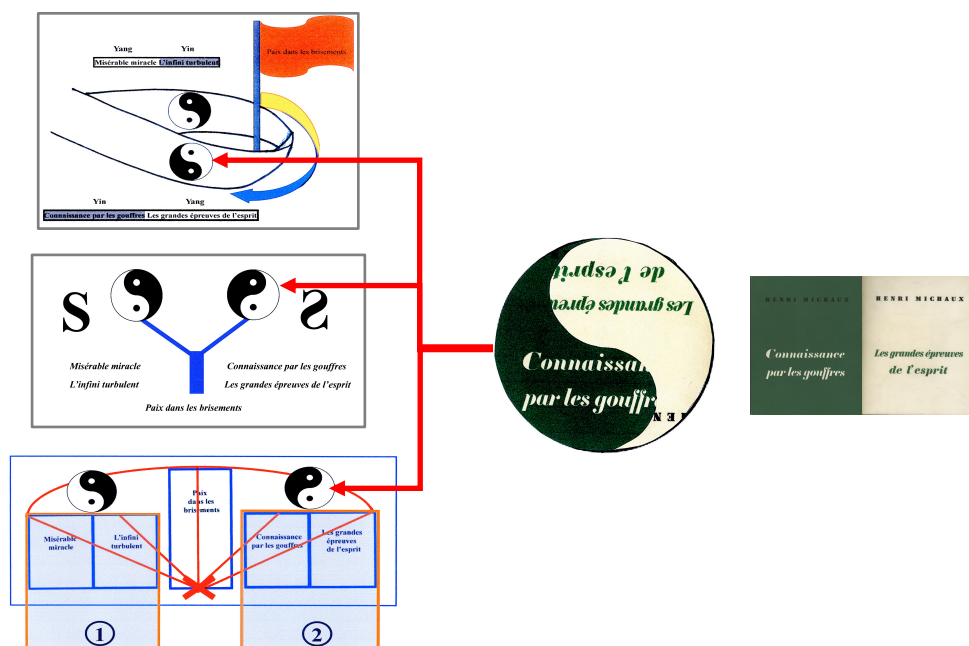 Yang Yin
Misérable miracle L'infini turbulent
Paix dans les brisements
Yin Yang
Connaissance par les gouffres Les grandes épreuves de l'esprit
S S
Misérable miracle
L'infini turbulent
Connaissance par les gouffres
Les grandes épreuves de l'esprit
Paix dans les brisements
Paix
dans les
brisements
Misérable
miracle
L'infini
turbulent
Connaissance
par les gouffres
Les grandes
épreuves
de l'esprit
1
2
de l'esprit
Les grandes épreu
Connaissan
par les gouffr
HEN
HENRI MICHAUX
Connaissance
par les gouffres
HENRI MICHAUX
Les grandes épreuves
de l'esprit